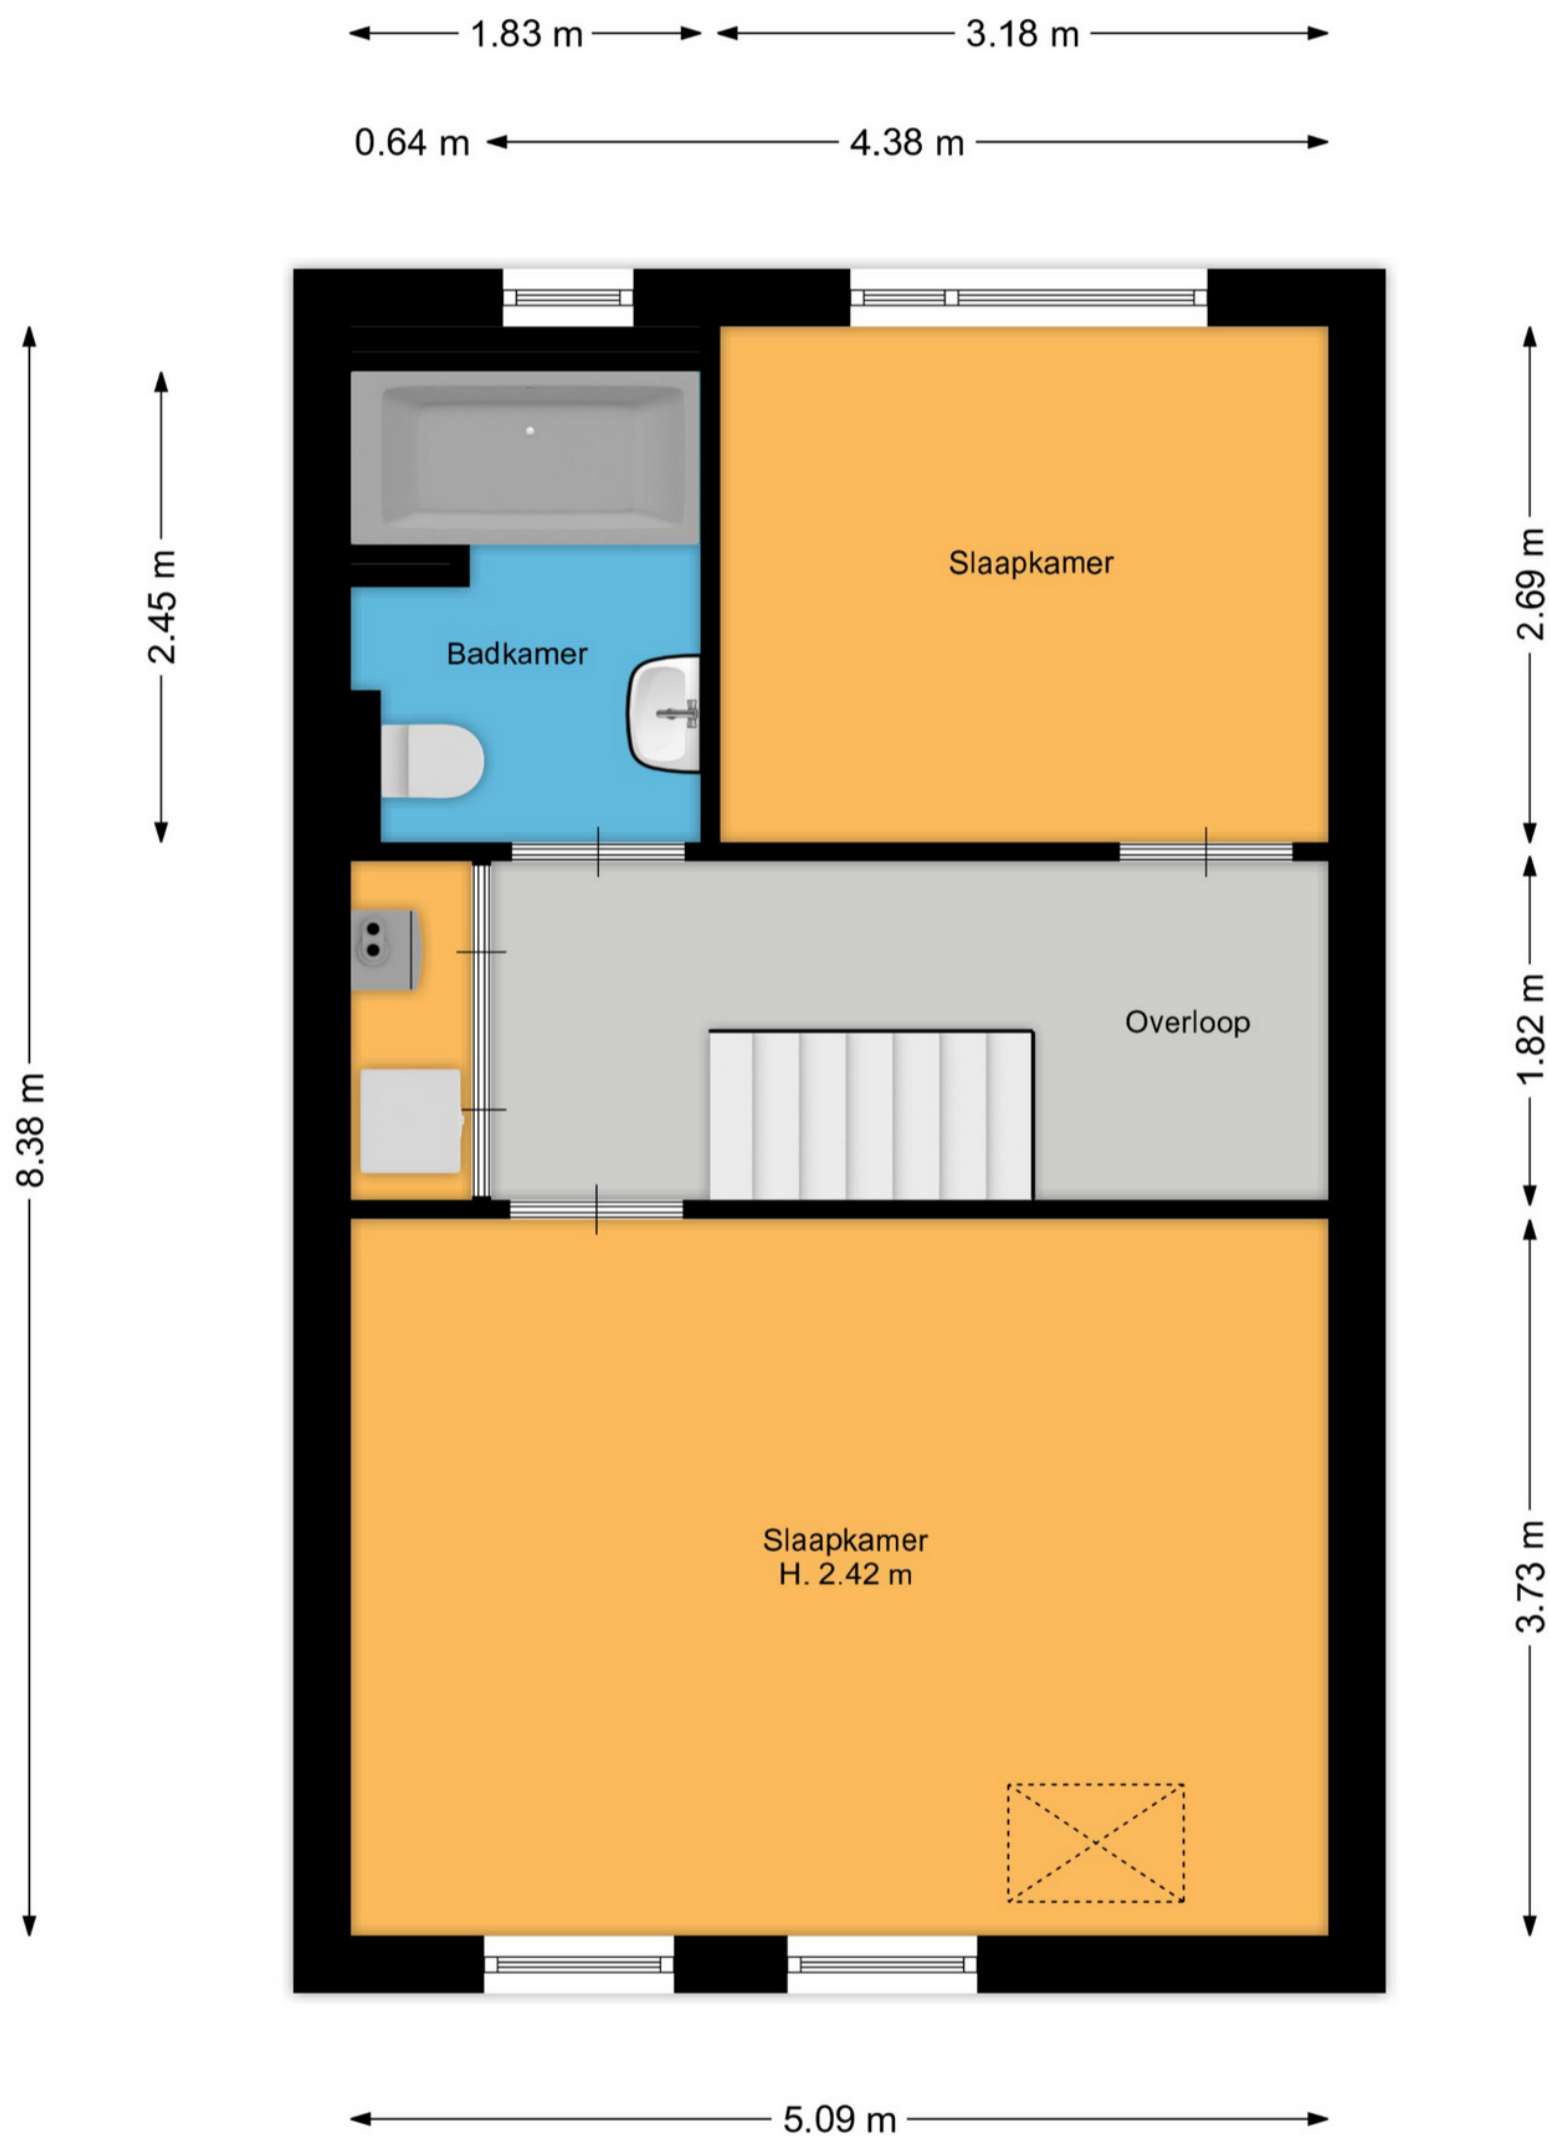 1.83 m
3.18 m
0.64 m
4.38 m
Slaapkamer
2.69 m
2.45 m
Badkamer
Overloop
1.82 m
8.38 m
Slaapkamer
H. 2.42 m
3.73 m
5.09 m